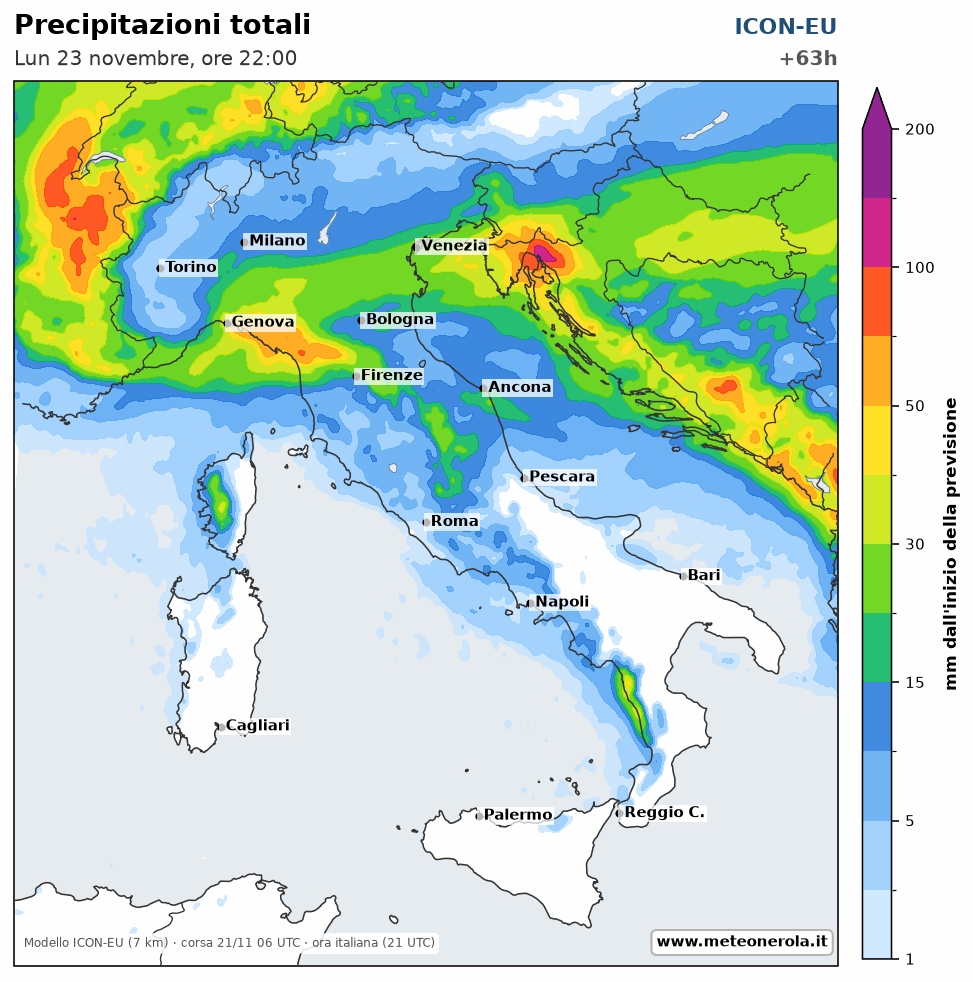 Precipitazioni totali
ICON-EU
Lun 23 novembre, ore 22:00
+63h
Milano
Venezia
Torino
Genova
Bologna
Firenze
Ancona
Pescara
Roma
Bari
Napoli
Cagliari
Palermo
Reggio C.
200
100
50
30
15
5
1
mm dall'inizio della previsione
Modello ICON-EU (7 km) · corsa 21/11 06 UTC · ora italiana (21 UTC)
www.meteonerola.it